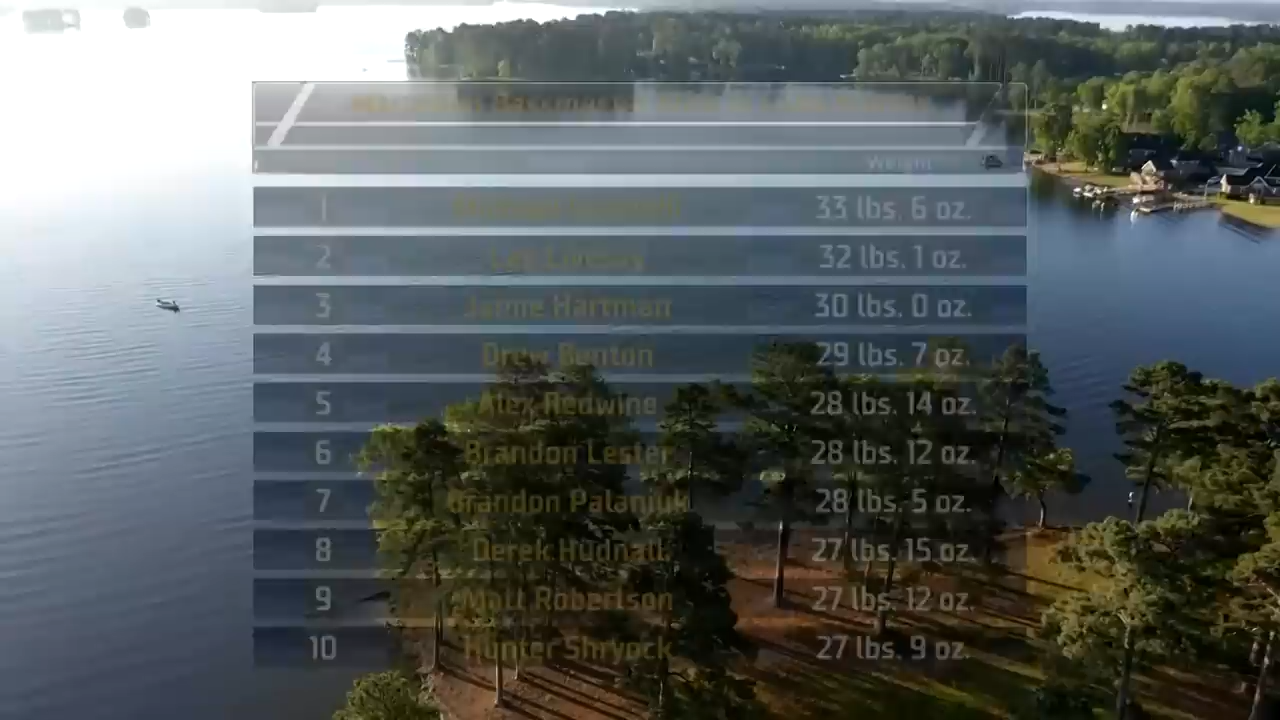 Weight
1 33 lbs. 6 oz.
2 Lee Livesay 32 lbs. 1 oz.
3 Jamie Hartman 30 lbs. 0 oz.
4 Drew Benton 29 lbs. 7 oz.
5 Alex Redwine 28 lbs. 14 oz.
6 Brandon Lester 28 lbs. 12 oz.
7 Brandon Palaniuk 28 lbs. 5 oz.
8 Derek Hudnall 27 lbs. 15 oz.
9 Matt Robertson 27 lbs. 12 oz.
10 Hunter Shryock 27 lbs. 9 oz.